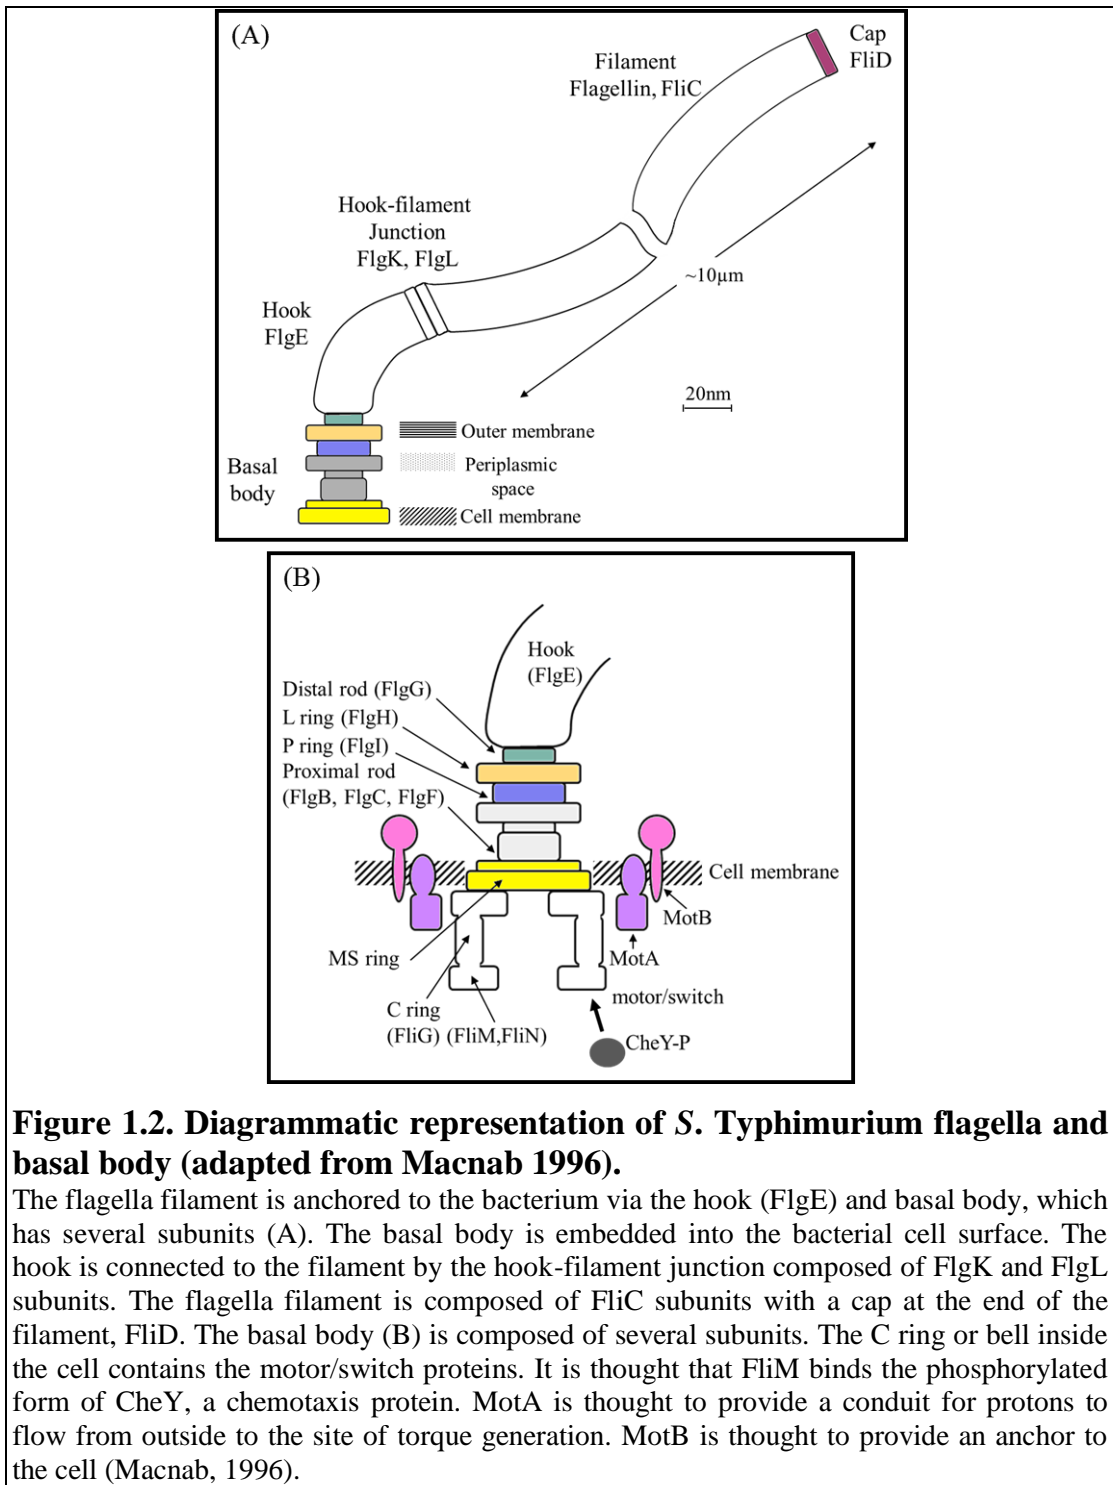 (A)
Cap
FliD
Filament
Flagellin, FliC
Hook-filament
Junction
FlgK, FlgL
~10µm
Hook
FlgE
20nm
Outer membrane
Basal
body
Periplasmic
space
Cell membrane
(B)
Hook
(FlgE)
Distal rod (FlgG)
L ring (FlgH)
P ring (FlgI)
Proximal rod
(FlgB, FlgC, FlgF)
Cell membrane
MotB
MS ring
MotA
motor/switch
C ring
(FliG) (FliM,FliN)
CheY-P
Figure 1.2. Diagrammatic representation of S. Typhimurium flagella and
basal body (adapted from Macnab 1996).
The flagella filament is anchored to the bacterium via the hook (FlgE) and basal body, which
has several subunits (A). The basal body is embedded into the bacterial cell surface. The
hook is connected to the filament by the hook-filament junction composed of FlgK and FlgL
subunits. The flagella filament is composed of FliC subunits with a cap at the end of the
filament, FliD. The basal body (B) is composed of several subunits. The C ring or bell inside
the cell contains the motor/switch proteins. It is thought that FliM binds the phosphorylated
form of CheY, a chemotaxis protein. MotA is thought to provide a conduit for protons to
flow from outside to the site of torque generation. MotB is thought to provide an anchor to
the cell (Macnab, 1996).